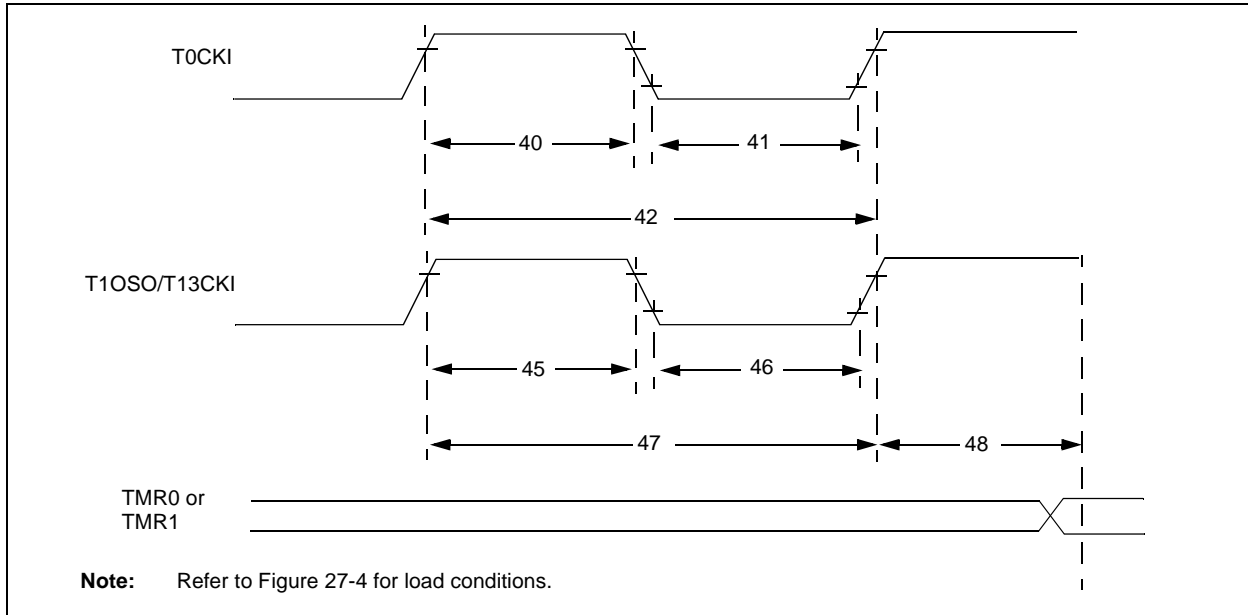 T0CKI
40
41
42
T1OSO/T13CKI
45
46
47
48
TMR0 or
TMR1
Note: Refer to Figure 27-4 for load conditions.